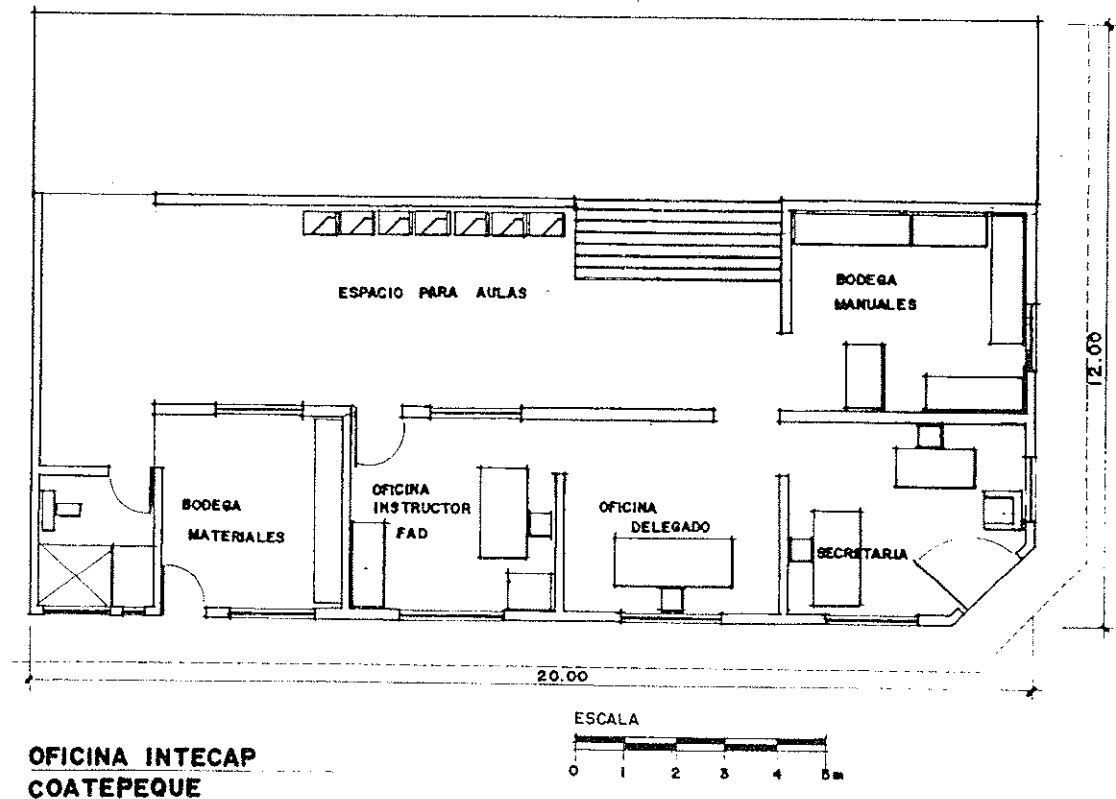 ESPACIO PARA AULAS
BODEGA
MANUALES
12.00
BODEGA
MATERIALES
OFICINA
INSTRUCTOR
FAD
OFICINA
DELEGADO
SECRETARIA
20.00
ESCALA
0 1 2 3 4 5m
OFICINA INTECAP
COATEPEQUE